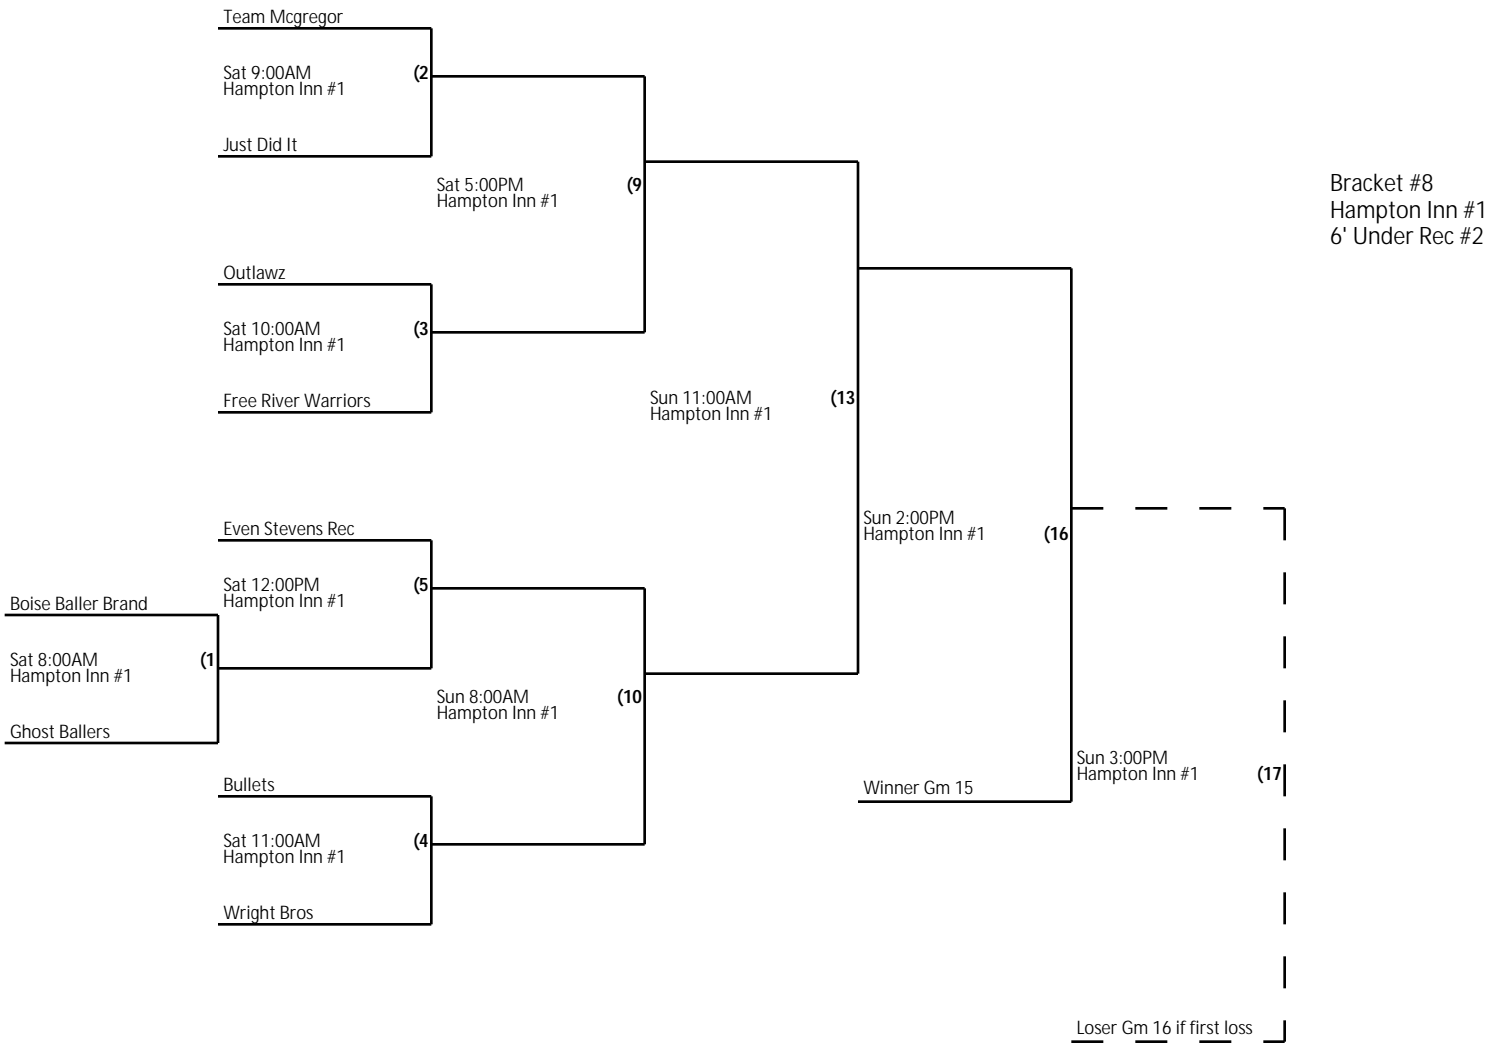 Team Mcgregor
Sat 9:00AM
Hampton Inn #1
(2
Just Did It
Sat 5:00PM
Hampton Inn #1
(9
Bracket #8
Hampton Inn #1
6' Under Rec #2
Outlawz
Sat 10:00AM
Hampton Inn #1
(3
Free River Warriors
Sun 11:00AM
Hampton Inn #1
(13
Even Stevens Rec
Sun 2:00PM
Hampton Inn #1
(16
Sat 12:00PM
Hampton Inn #1
(5
Boise Baller Brand
Sat 8:00AM
Hampton Inn #1
(1
Sun 8:00AM
Hampton Inn #1
(10
Ghost Ballers
Sun 3:00PM
Hampton Inn #1
(17
Bullets
Winner Gm 15
Sat 11:00AM
Hampton Inn #1
(4
Wright Bros
Loser Gm 16 if first loss